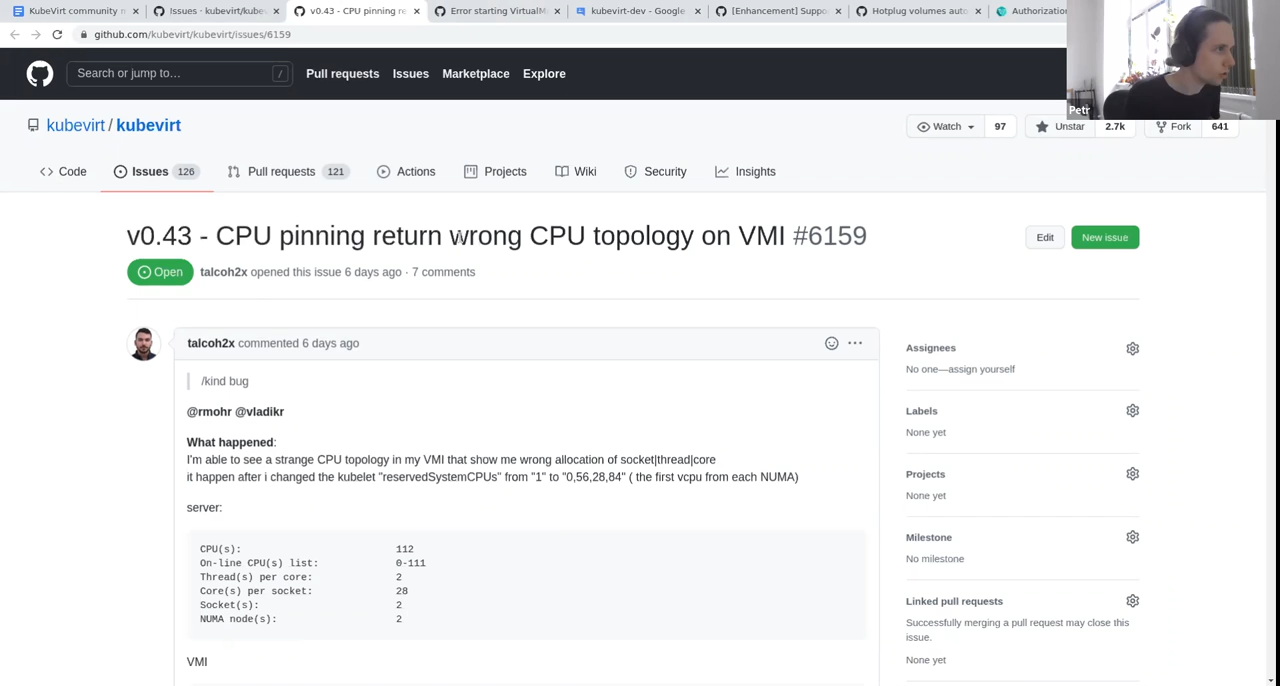 KubeVirt community m
Issues · kubevirt/kube
v0.43 - CPU pinning re
Error starting VirtualMa
kubevirt-dev - Google
[Enhancement] Suppo
Hotplug volumes auto
Authorization
github.com/kubevirt/kubevirt/issues/6159
Petr
Search or jump to…
/
Pull requests
Issues
Marketplace
Explore
kubevirt / kubevirt
Watch
97
Unstar
2.7k
Fork
641
Code
Issues 126
Pull requests 121
Actions
Projects
Wiki
Security
Insights
v0.43 - CPU pinning return wrong CPU topology on VMI #6159
Edit
New issue
Open
talcoh2x opened this issue 6 days ago · 7 comments
talcoh2x commented 6 days ago
/kind bug
@rmohr @vladikr
What happened:
I'm able to see a strange CPU topology in my VMI that show me wrong allocation of socket|thread|core
it happen after i changed the kubelet "reservedSystemCPUs" from "1" to "0,56,28,84" ( the first vcpu from each NUMA)
server:
CPU(s): 112
On-line CPU(s) list: 0-111
Thread(s) per core: 2
Core(s) per socket: 28
Socket(s): 2
NUMA node(s): 2
VMI
Assignees
No one—assign yourself
Labels
None yet
Projects
None yet
Milestone
No milestone
Linked pull requests
Successfully merging a pull request may close this
issue.
None yet